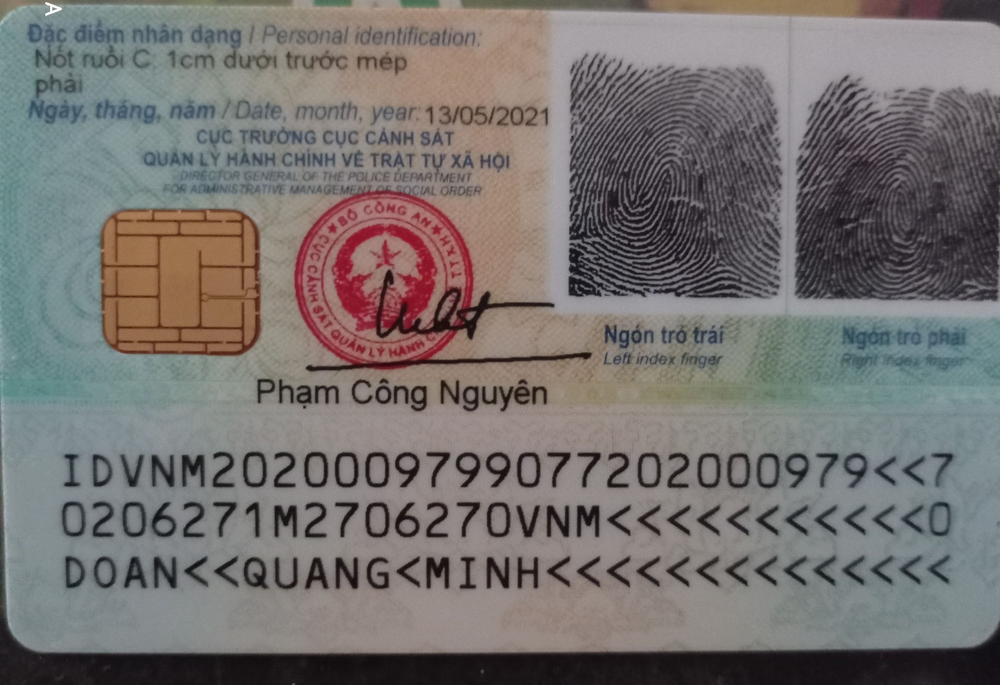 Đặc điểm nhân dạng / Personal identification:
Nốt ruồi C: 1cm dưới trước mép
phải
Ngày, tháng, năm / Date, month, year: 13/05/2021
CỤC TRƯỞNG CỤC CẢNH SÁT
QUẢN LÝ HÀNH CHÍNH VỀ TRẬT TỰ XÃ HỘI
DIRECTOR GENERAL OF THE POLICE DEPARTMENT
FOR ADMINISTRATIVE MANAGEMENT OF SOCIAL ORDER
BỘ CÔNG AN
CỤC CẢNH SÁT QUẢN LÝ HÀNH TTXH
Ngón trỏ trái
Left index finger
Ngón trỏ phải
Right index finger
Phạm Công Nguyên
IDVNM2020009799077202000979<<7
0206271M2706270VNM<<<<<<<<<<<0
DOAN<<QUANG<MINH<<<<<<<<<<<<<<